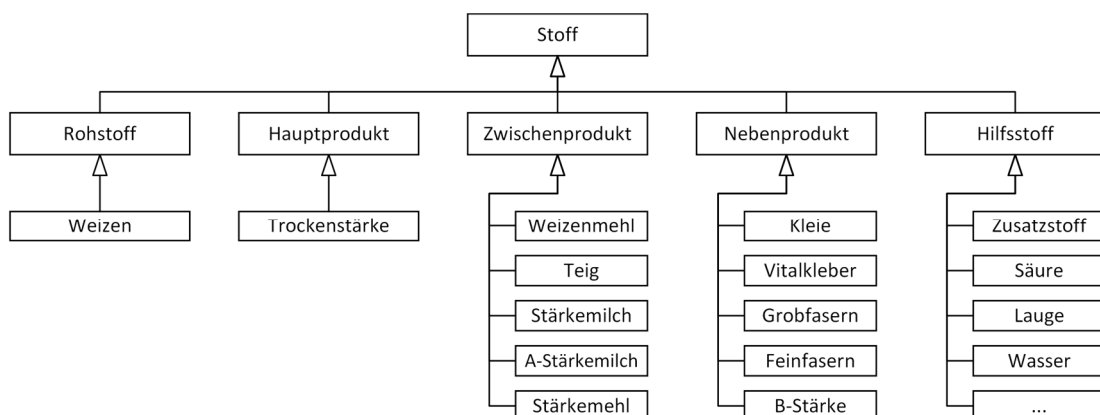 Stoff
Rohstoff
Hauptprodukt
Zwischenprodukt
Nebenprodukt
Hilfsstoff
Weizen
Trockenstärke
Weizenmehl
Kleie
Zusatzstoff
Teig
Vitalkleber
Säure
Stärkemilch
Grobfasern
Lauge
A-Stärkemilch
Feinfasern
Wasser
Stärkemehl
B-Stärke
...